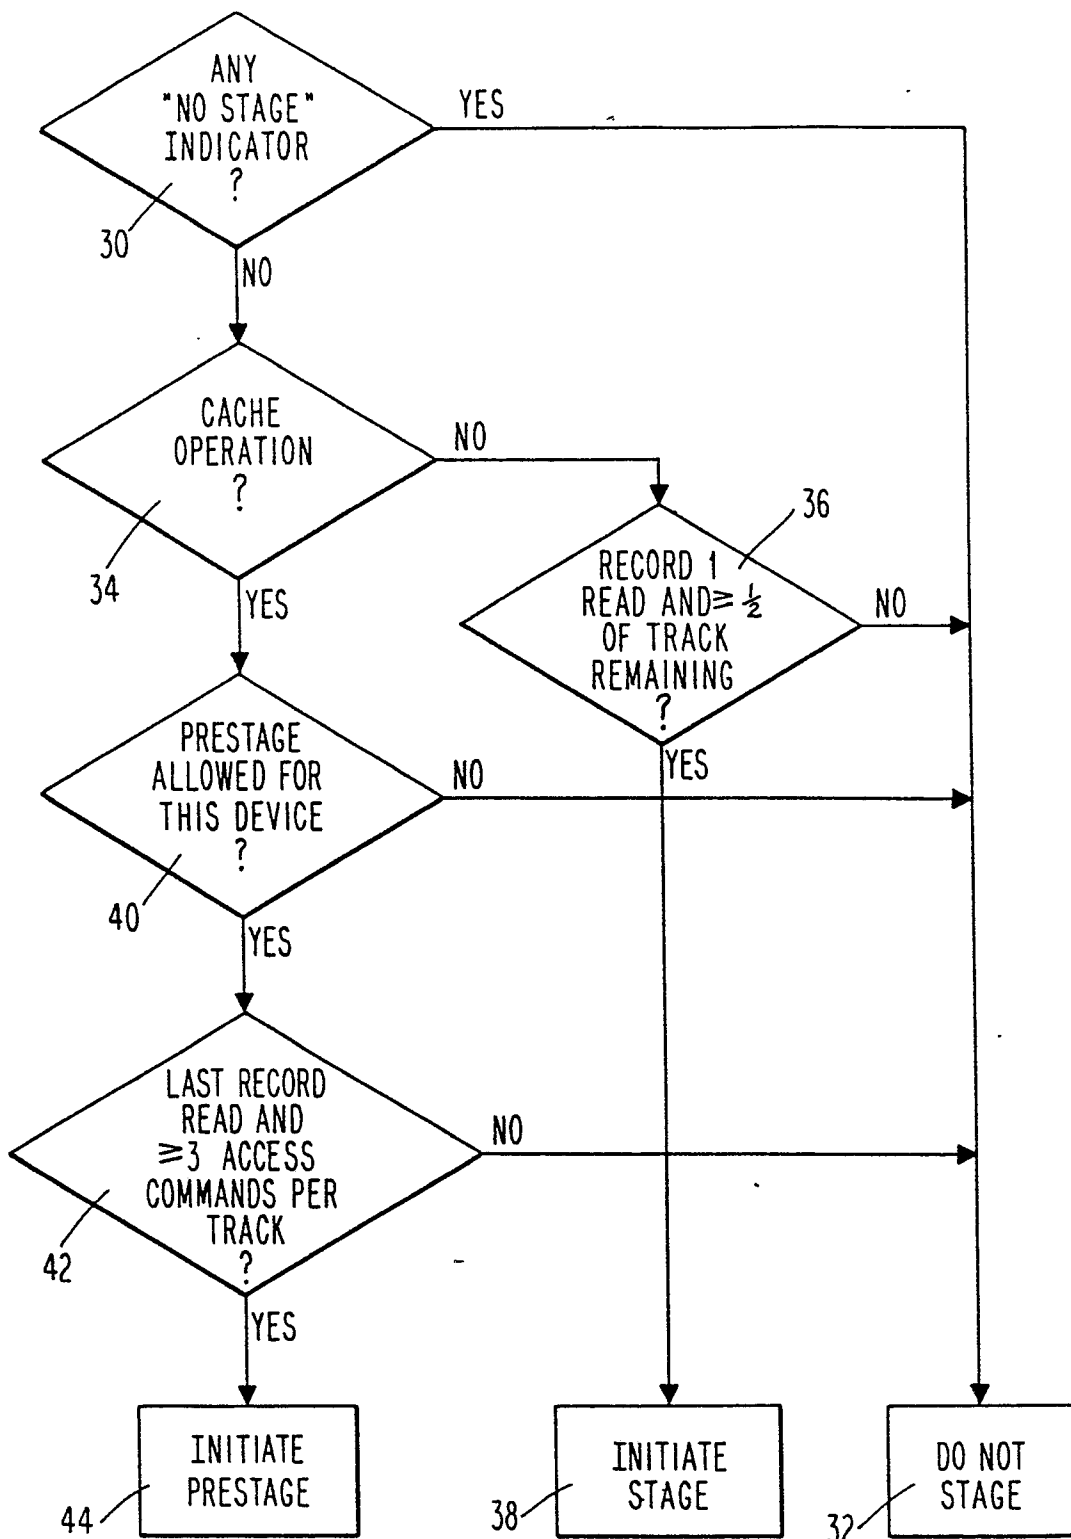 ANY
"NO STAGE"
INDICATOR
?
YES
30
NO
CACHE
OPERATION
?
NO
34
YES
36
RECORD 1
READ AND ≥ ½
OF TRACK
REMAINING
?
NO
YES
PRESTAGE
ALLOWED FOR
THIS DEVICE
?
NO
40
YES
LAST RECORD
READ AND
≥3 ACCESS
COMMANDS PER
TRACK
?
NO
42
YES
INITIATE
PRESTAGE
44
INITIATE
STAGE
38
DO NOT
STAGE
32